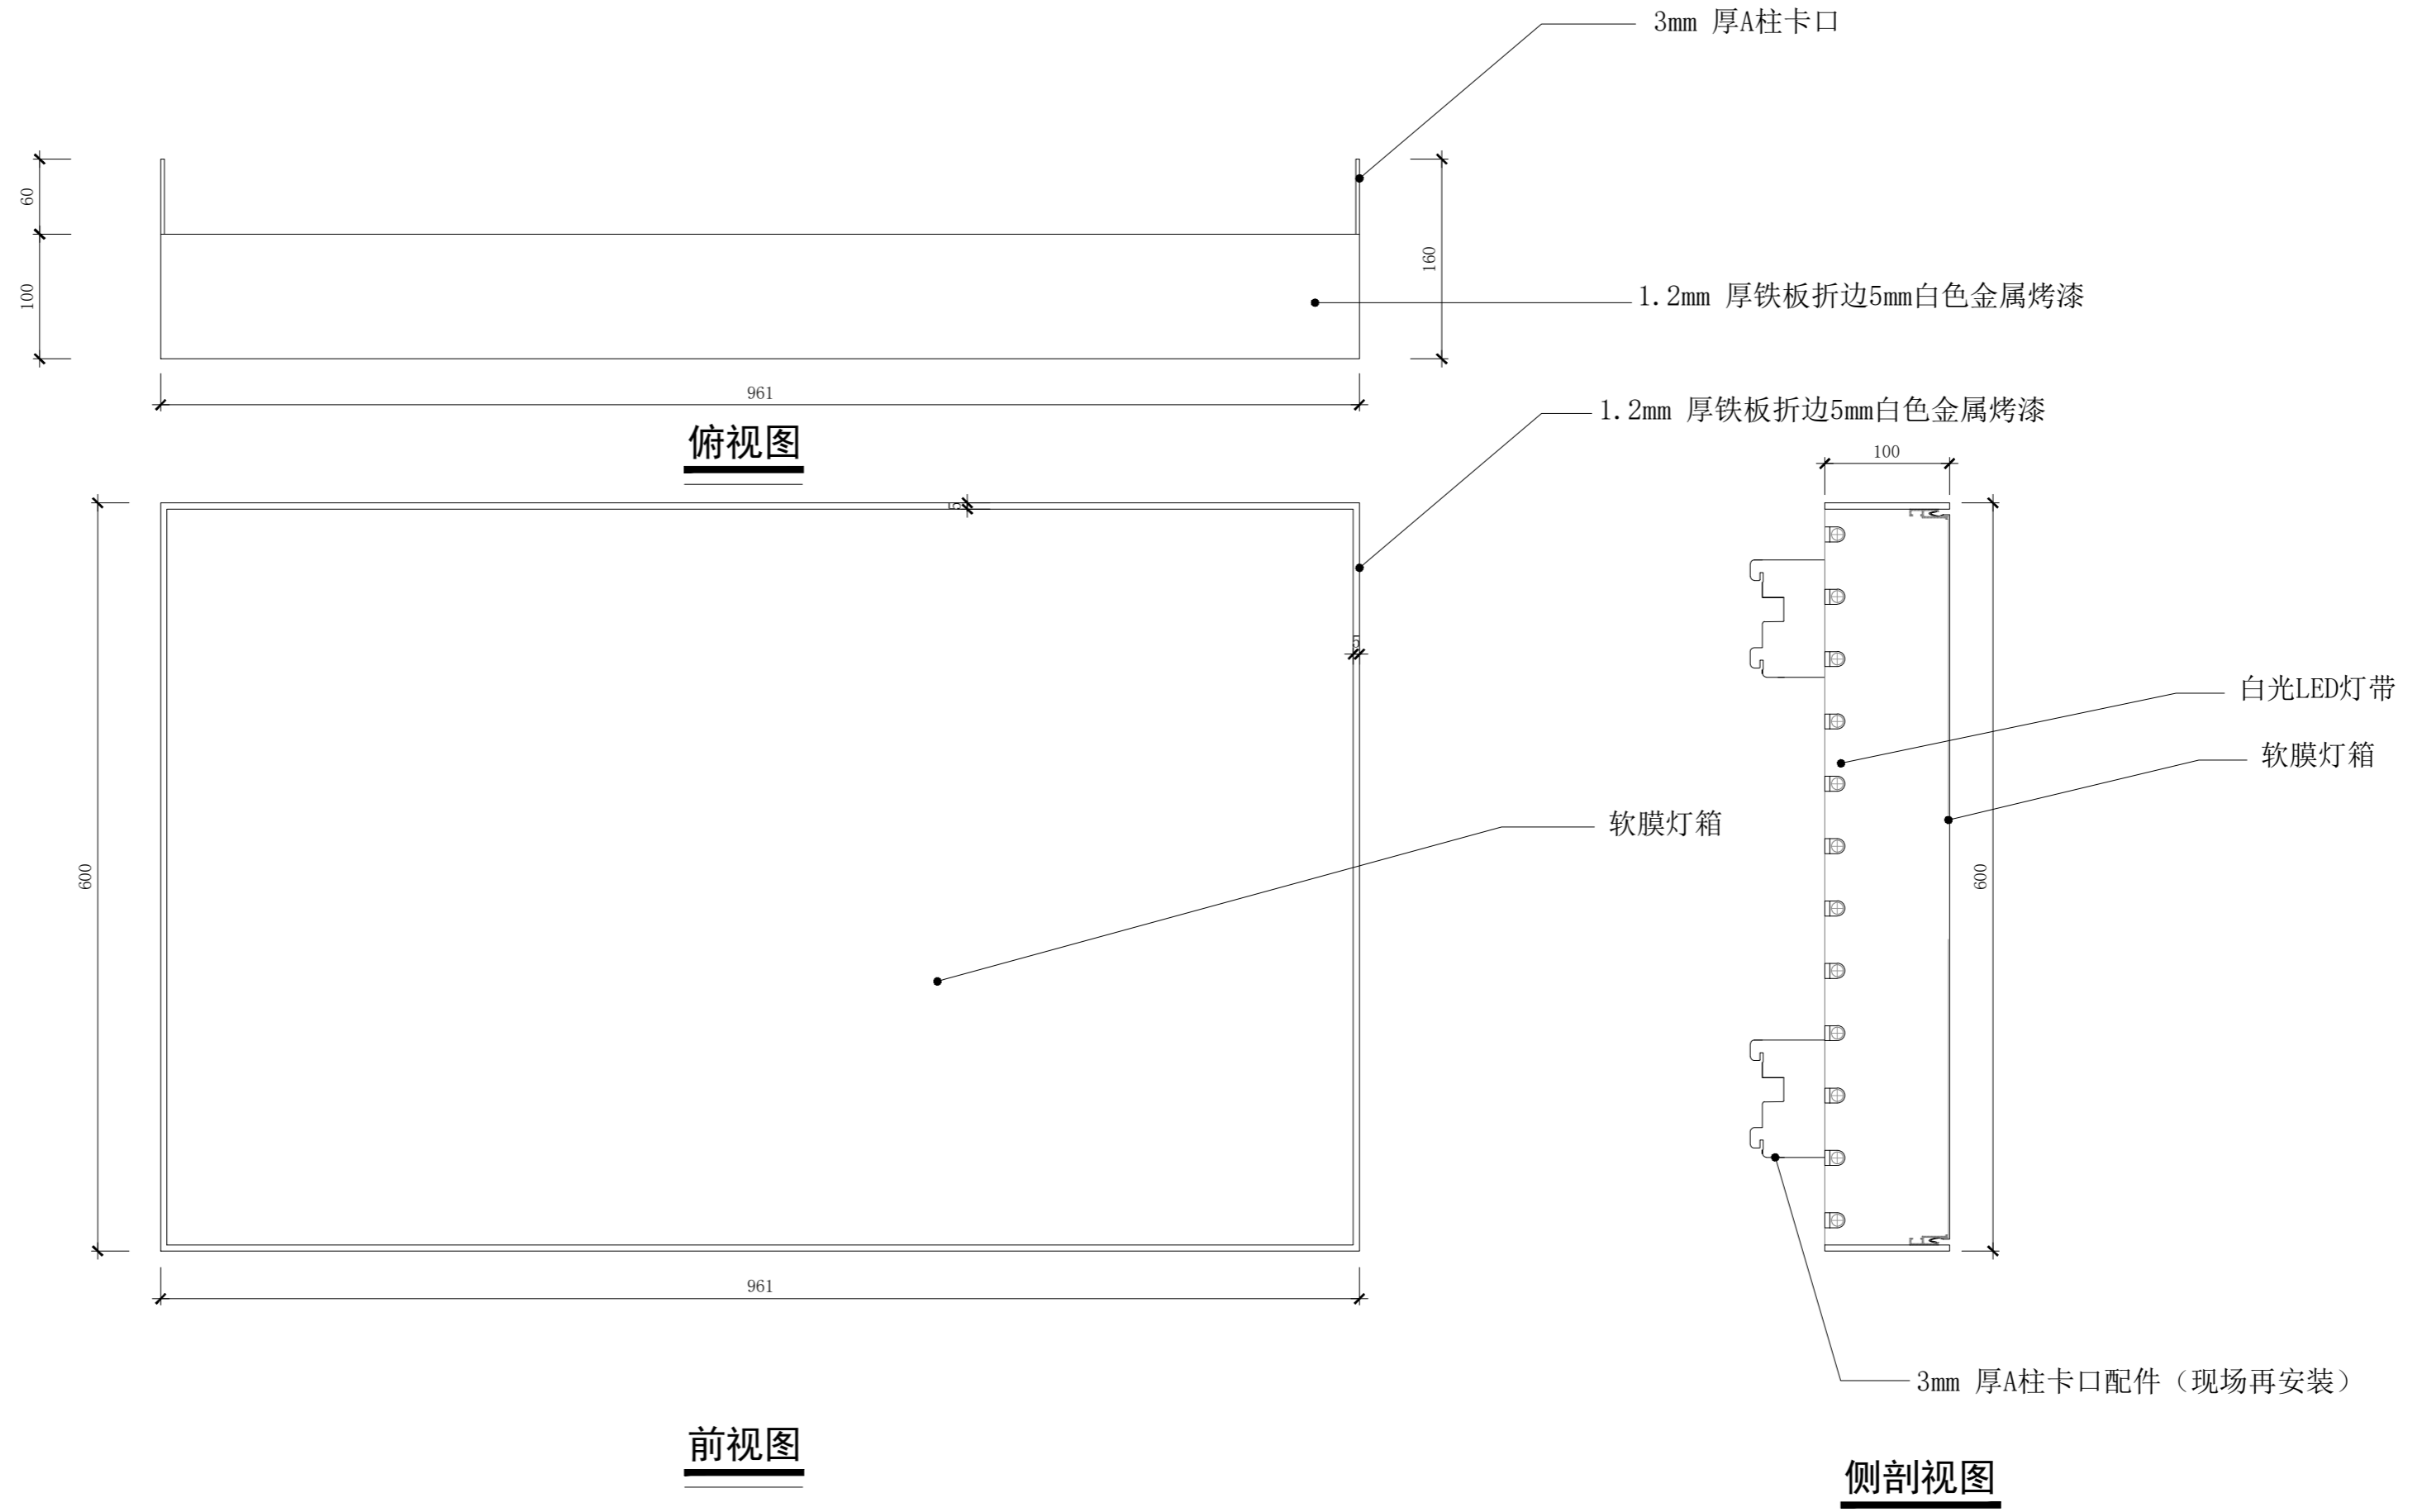 3mm 厚A柱卡口
60
100
160
1.2mm 厚铁板折边5mm白色金属烤漆
961
俯视图
1.2mm 厚铁板折边5mm白色金属烤漆
100
5
5
600
600
白光LED灯带
软膜灯箱
软膜灯箱
961
3mm 厚A柱卡口配件（现场再安装）
前视图
侧剖视图